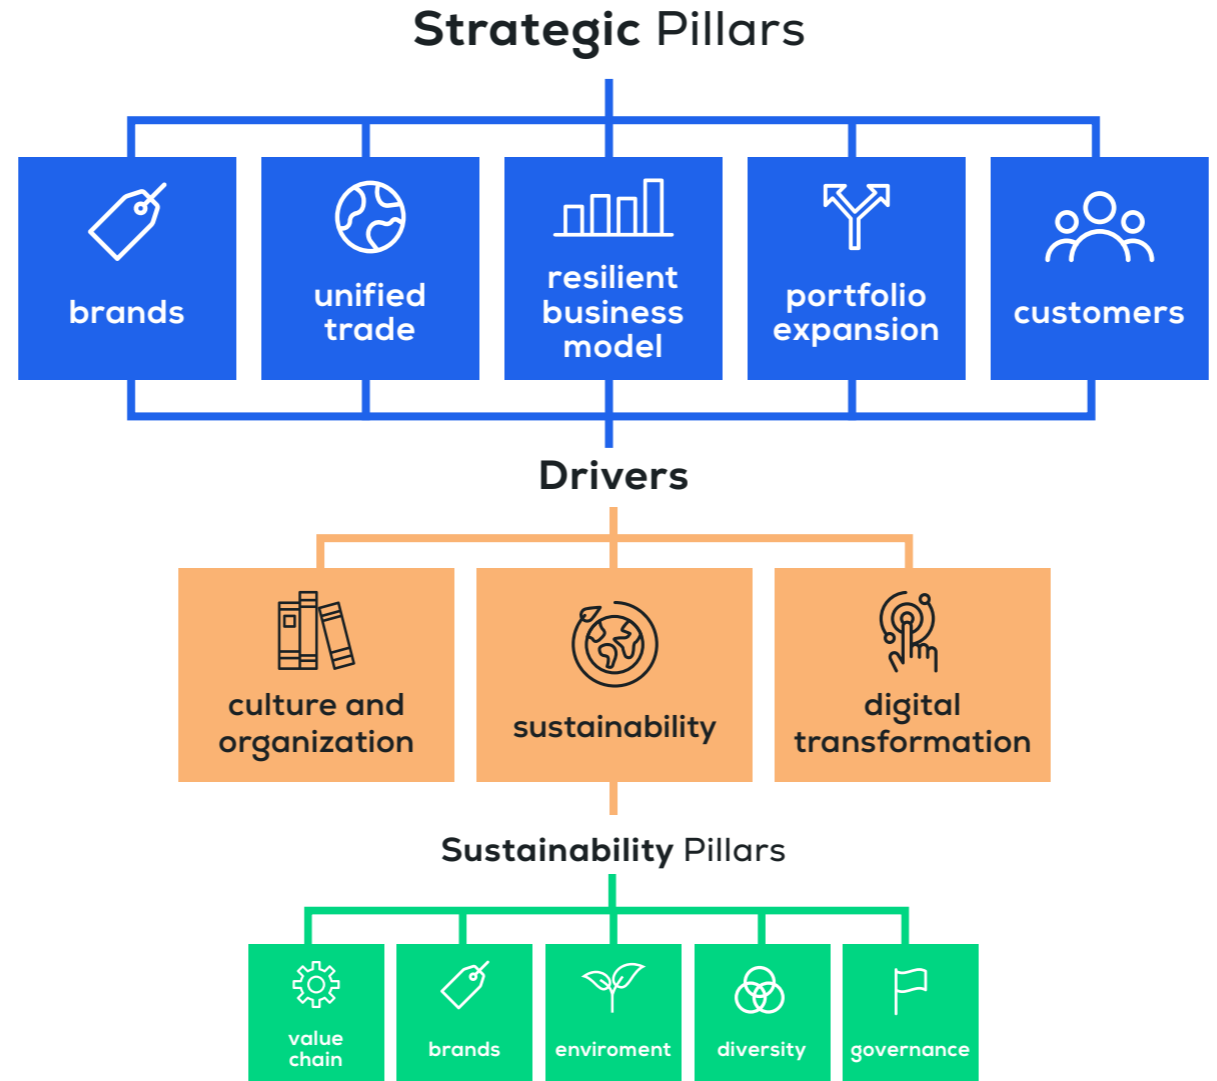 Strategic Pillars
brands
unified
trade
resilient
business
model
portfolio
expansion
customers
Drivers
culture and
organization
sustainability
digital
transformation
Sustainability Pillars
value
chain
brands
enviroment
diversity
governance